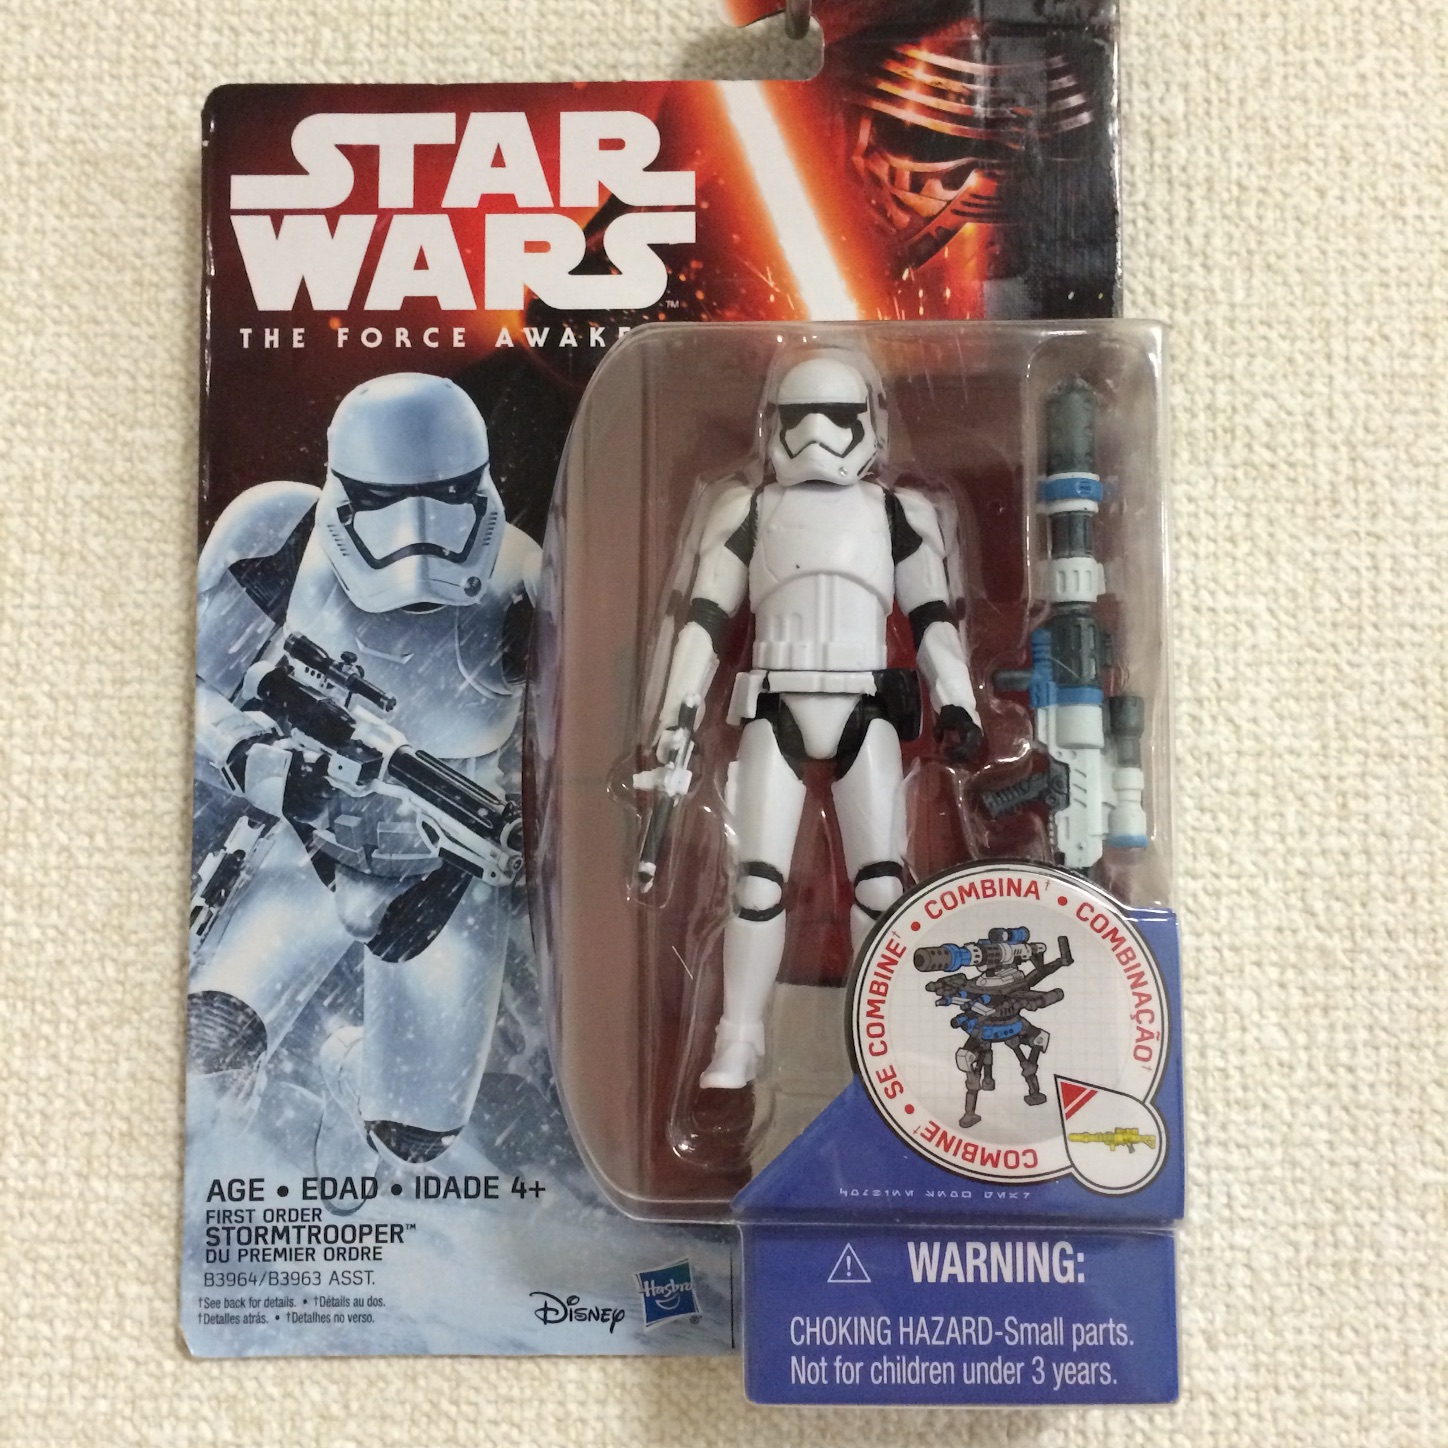 STAR
WARS
™
THE FORCE AWAKE
COMBINA†
COMBINAÇÃO†
COMBINE†
SE COMBINE†
AGE • EDAD • IDADE 4+
FIRST ORDER
STORMTROOPER™
DU PREMIER ORDRE
B3964/B3963 ASST.
†See back for details. • †Détails au dos.
†Detalles atrás. • †Detalhes no verso.
Disney
Hasbro
®
⚠ WARNING:
CHOKING HAZARD-Small parts.
Not for children under 3 years.